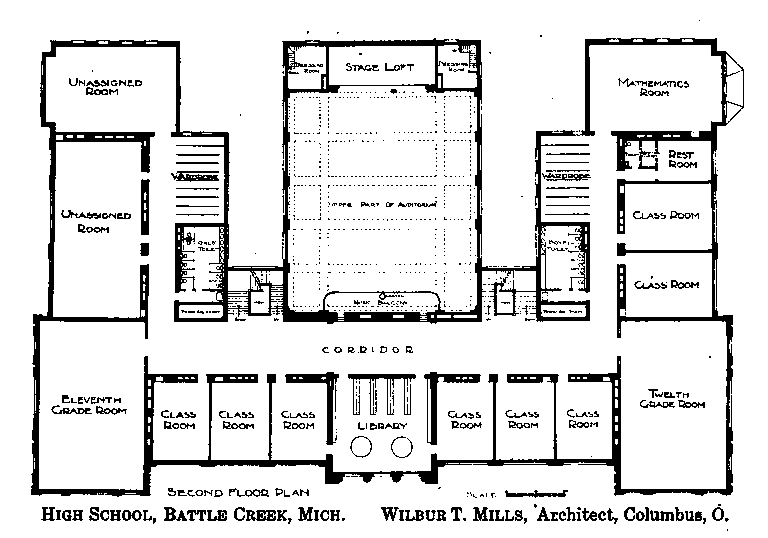 UNASSIGNED
ROOM
DRESSING
ROOM
STAGE LOFT
DRESSING
ROOM
MATHEMATICS
ROOM
WARDROBE
WARDROBE
REST
ROOM
UNASSIGNED
ROOM
UPPER PART OF AUDITORIUM
CLASS ROOM
GIRLS'
TOILET
BOYS'
TOILET
CLASS ROOM
CORRIDOR
ELEVENTH
GRADE ROOM
TWELTH
GRADE ROOM
CLASS
ROOM
CLASS
ROOM
CLASS
ROOM
LIBRARY
CLASS
ROOM
CLASS
ROOM
CLASS
ROOM
SECOND FLOOR PLAN
SCALE
HIGH SCHOOL, BATTLE CREEK, MICH. WILBUR T. MILLS, Architect, Columbus, O.